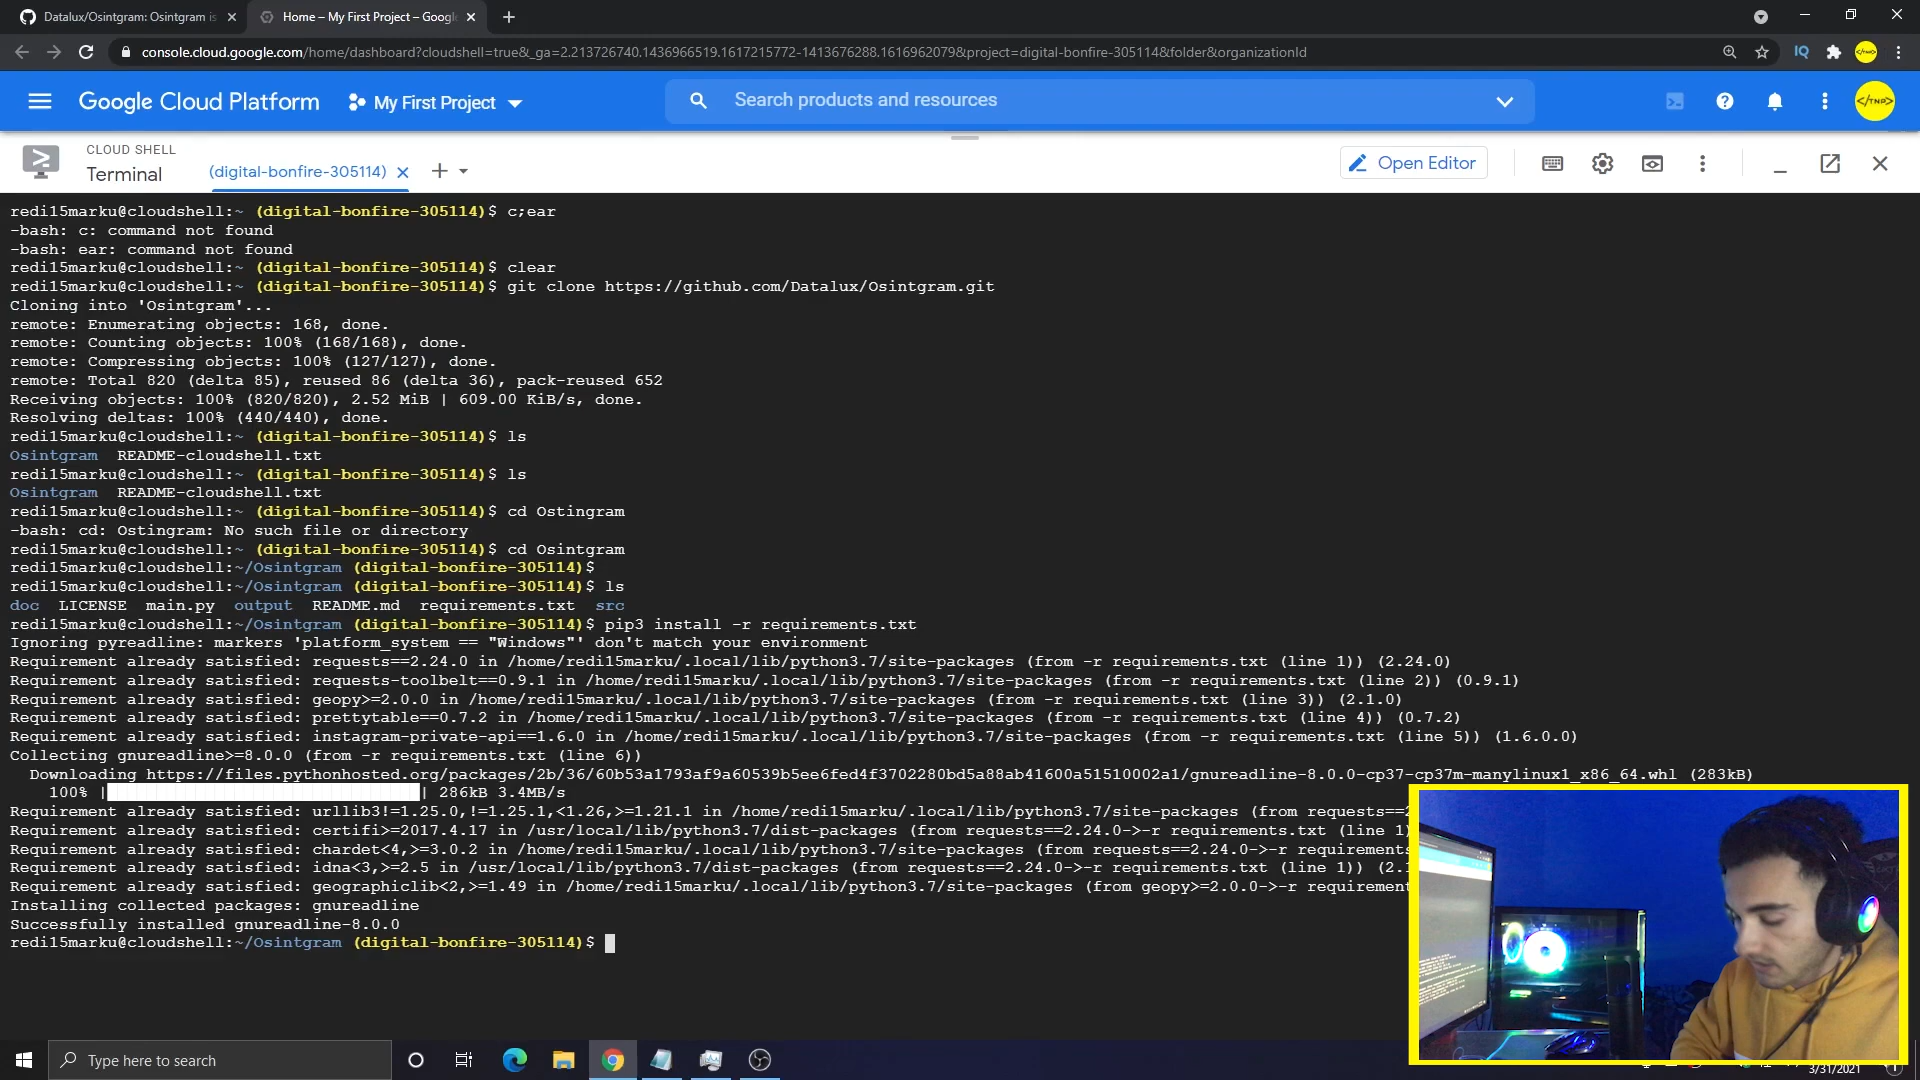 Datalux/Osintgram: Osintgram is
Home – My First Project – Google
console.cloud.google.com/home/dashboard?cloudshell=true&_ga=2.213726740.1436966519.1617215772-1413676288.1616962079&project=digital-bonfire-305114&folder&organizationId
IQ
Google Cloud Platform
My First Project
Search products and resources
</TNP>
CLOUD SHELL
Terminal
(digital-bonfire-305114)
Open Editor
redi15marku@cloudshell:~ (digital-bonfire-305114)$ c;ear
-bash: c: command not found
-bash: ear: command not found
redi15marku@cloudshell:~ (digital-bonfire-305114)$ clear
redi15marku@cloudshell:~ (digital-bonfire-305114)$ git clone https://github.com/Datalux/Osintgram.git
Cloning into 'Osintgram'...
remote: Enumerating objects: 168, done.
remote: Counting objects: 100% (168/168), done.
remote: Compressing objects: 100% (127/127), done.
remote: Total 820 (delta 85), reused 86 (delta 36), pack-reused 652
Receiving objects: 100% (820/820), 2.52 MiB | 609.00 KiB/s, done.
Resolving deltas: 100% (440/440), done.
redi15marku@cloudshell:~ (digital-bonfire-305114)$ ls
Osintgram  README-cloudshell.txt
redi15marku@cloudshell:~ (digital-bonfire-305114)$ ls
Osintgram  README-cloudshell.txt
redi15marku@cloudshell:~ (digital-bonfire-305114)$ cd Ostingram
-bash: cd: Ostingram: No such file or directory
redi15marku@cloudshell:~ (digital-bonfire-305114)$ cd Osintgram
redi15marku@cloudshell:~/Osintgram (digital-bonfire-305114)$
redi15marku@cloudshell:~/Osintgram (digital-bonfire-305114)$ ls
doc  LICENSE  main.py  output  README.md  requirements.txt  src
redi15marku@cloudshell:~/Osintgram (digital-bonfire-305114)$ pip3 install -r requirements.txt
Ignoring pyreadline: markers 'platform_system == "Windows"' don't match your environment
Requirement already satisfied: requests==2.24.0 in /home/redi15marku/.local/lib/python3.7/site-packages (from -r requirements.txt (line 1)) (2.24.0)
Requirement already satisfied: requests-toolbelt==0.9.1 in /home/redi15marku/.local/lib/python3.7/site-packages (from -r requirements.txt (line 2)) (0.9.1)
Requirement already satisfied: geopy>=2.0.0 in /home/redi15marku/.local/lib/python3.7/site-packages (from -r requirements.txt (line 3)) (2.1.0)
Requirement already satisfied: prettytable==0.7.2 in /home/redi15marku/.local/lib/python3.7/site-packages (from -r requirements.txt (line 4)) (0.7.2)
Requirement already satisfied: instagram-private-api==1.6.0 in /home/redi15marku/.local/lib/python3.7/site-packages (from -r requirements.txt (line 5)) (1.6.0.0)
Collecting gnureadline>=8.0.0 (from -r requirements.txt (line 6))
Downloading https://files.pythonhosted.org/packages/2b/36/60b53a1793af9a60539b5ee6fed4f3702280bd5a88ab41600a51510002a1/gnureadline-8.0.0-cp37-cp37m-manylinux1_x86_64.whl (283kB)
100% | | 286kB 3.4MB/s
Requirement already satisfied: urllib3!=1.25.0,!=1.25.1,<1.26,>=1.21.1 in /home/redi15marku/.local/lib/python3.7/site-packages (from requests==2
Requirement already satisfied: certifi>=2017.4.17 in /usr/local/lib/python3.7/dist-packages (from requests==2.24.0->-r requirements.txt (line 1)
Requirement already satisfied: chardet<4,>=3.0.2 in /home/redi15marku/.local/lib/python3.7/site-packages (from requests==2.24.0->-r requirements
Requirement already satisfied: idna<3,>=2.5 in /usr/local/lib/python3.7/dist-packages (from requests==2.24.0->-r requirements.txt (line 1)) (2.1
Requirement already satisfied: geographiclib<2,>=1.49 in /home/redi15marku/.local/lib/python3.7/site-packages (from geopy>=2.0.0->-r requirement
Installing collected packages: gnureadline
Successfully installed gnureadline-8.0.0
redi15marku@cloudshell:~/Osintgram (digital-bonfire-305114)$
Type here to search
3/31/2021